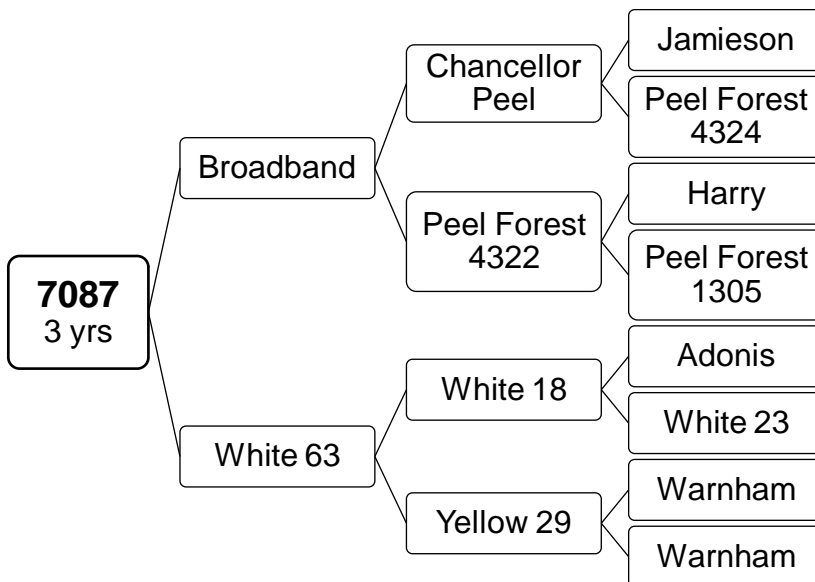 7087
3 yrs
Broadband
White 63
Chancellor
Peel
Peel Forest
4322
White 18
Yellow 29
Jamieson
Peel Forest
4324
Harry
Peel Forest
1305
Adonis
White 23
Warnham
Warnham